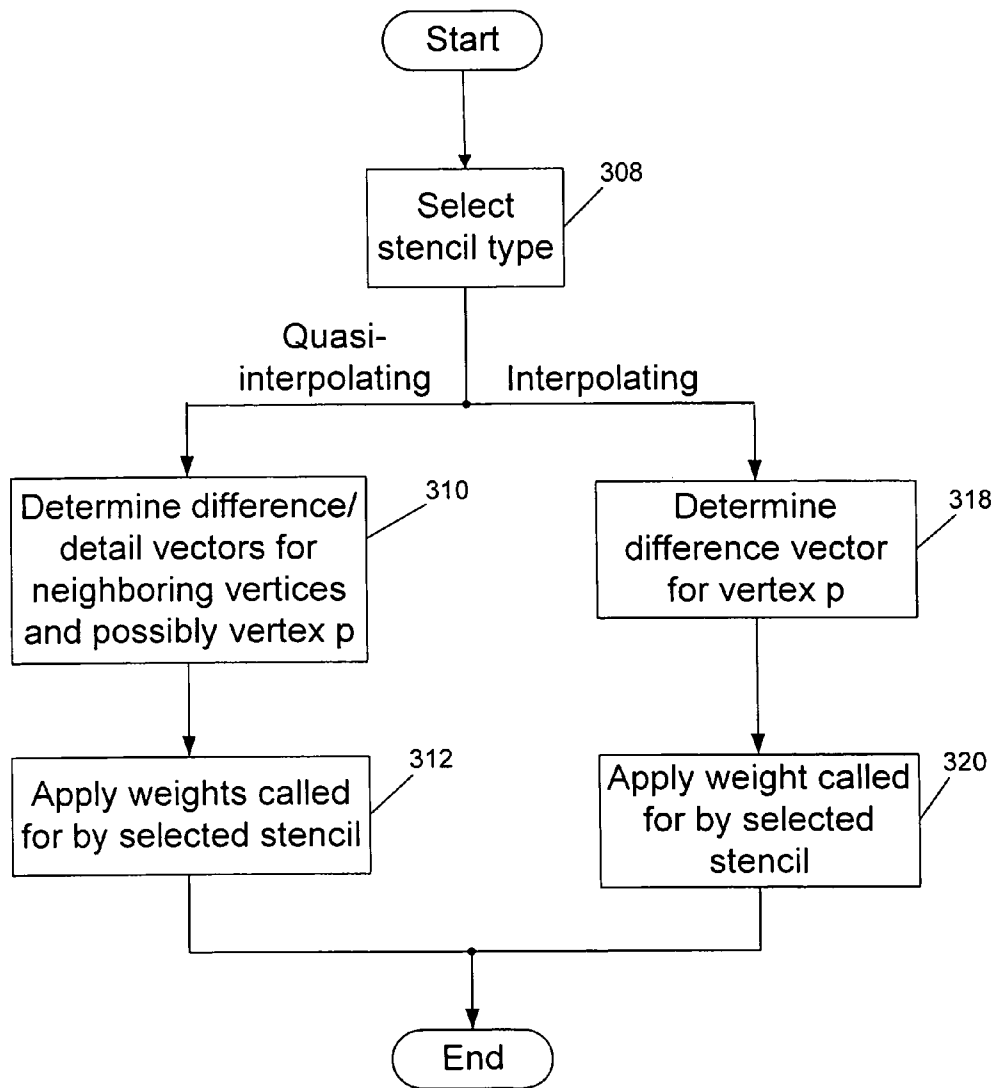 Start
308
Select
stencil type
Quasi-
interpolating
Interpolating
310
Determine difference/
detail vectors for
neighboring vertices
and possibly vertex p
318
Determine
difference vector
for vertex p
312
Apply weights called
for by selected stencil
320
Apply weight called
for by selected
stencil
End